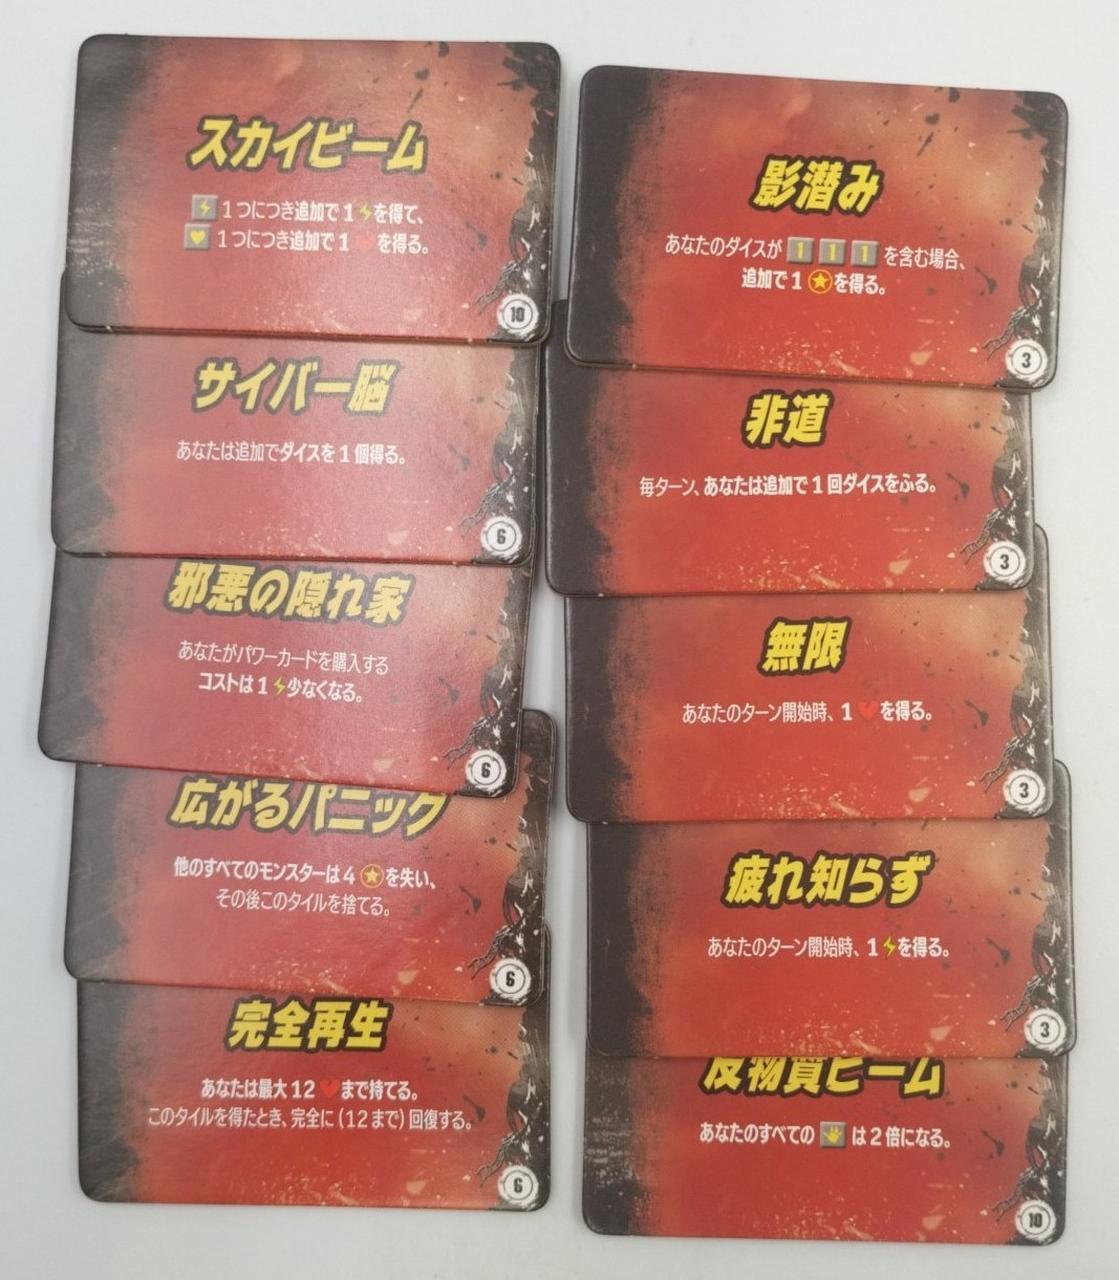 スカイビーム
1つにつき追加で1を得て、
1つにつき追加で1を得る。
10
サイバー脳
あなたは追加でダイスを1個得る。
6
邪悪の隠れ家
あなたがパワーカードを購入する
コストは1少なくなる。
6
広がるパニック
他のすべてのモンスターは4を失い、
その後このタイルを捨てる。
6
完全再生
あなたは最大12まで持てる。
このタイルを得たとき、完全に(12まで)回復する。
6
影潜み
あなたのダイスが 1 1 1 を含む場合、
追加で1を得る。
3
非道
毎ターン、あなたは追加で1回ダイスをふる。
3
無限
あなたのターン開始時、1を得る。
3
疲れ知らず
あなたのターン開始時、1を得る。
3
反物質ビーム
あなたのすべての は2倍になる。
10